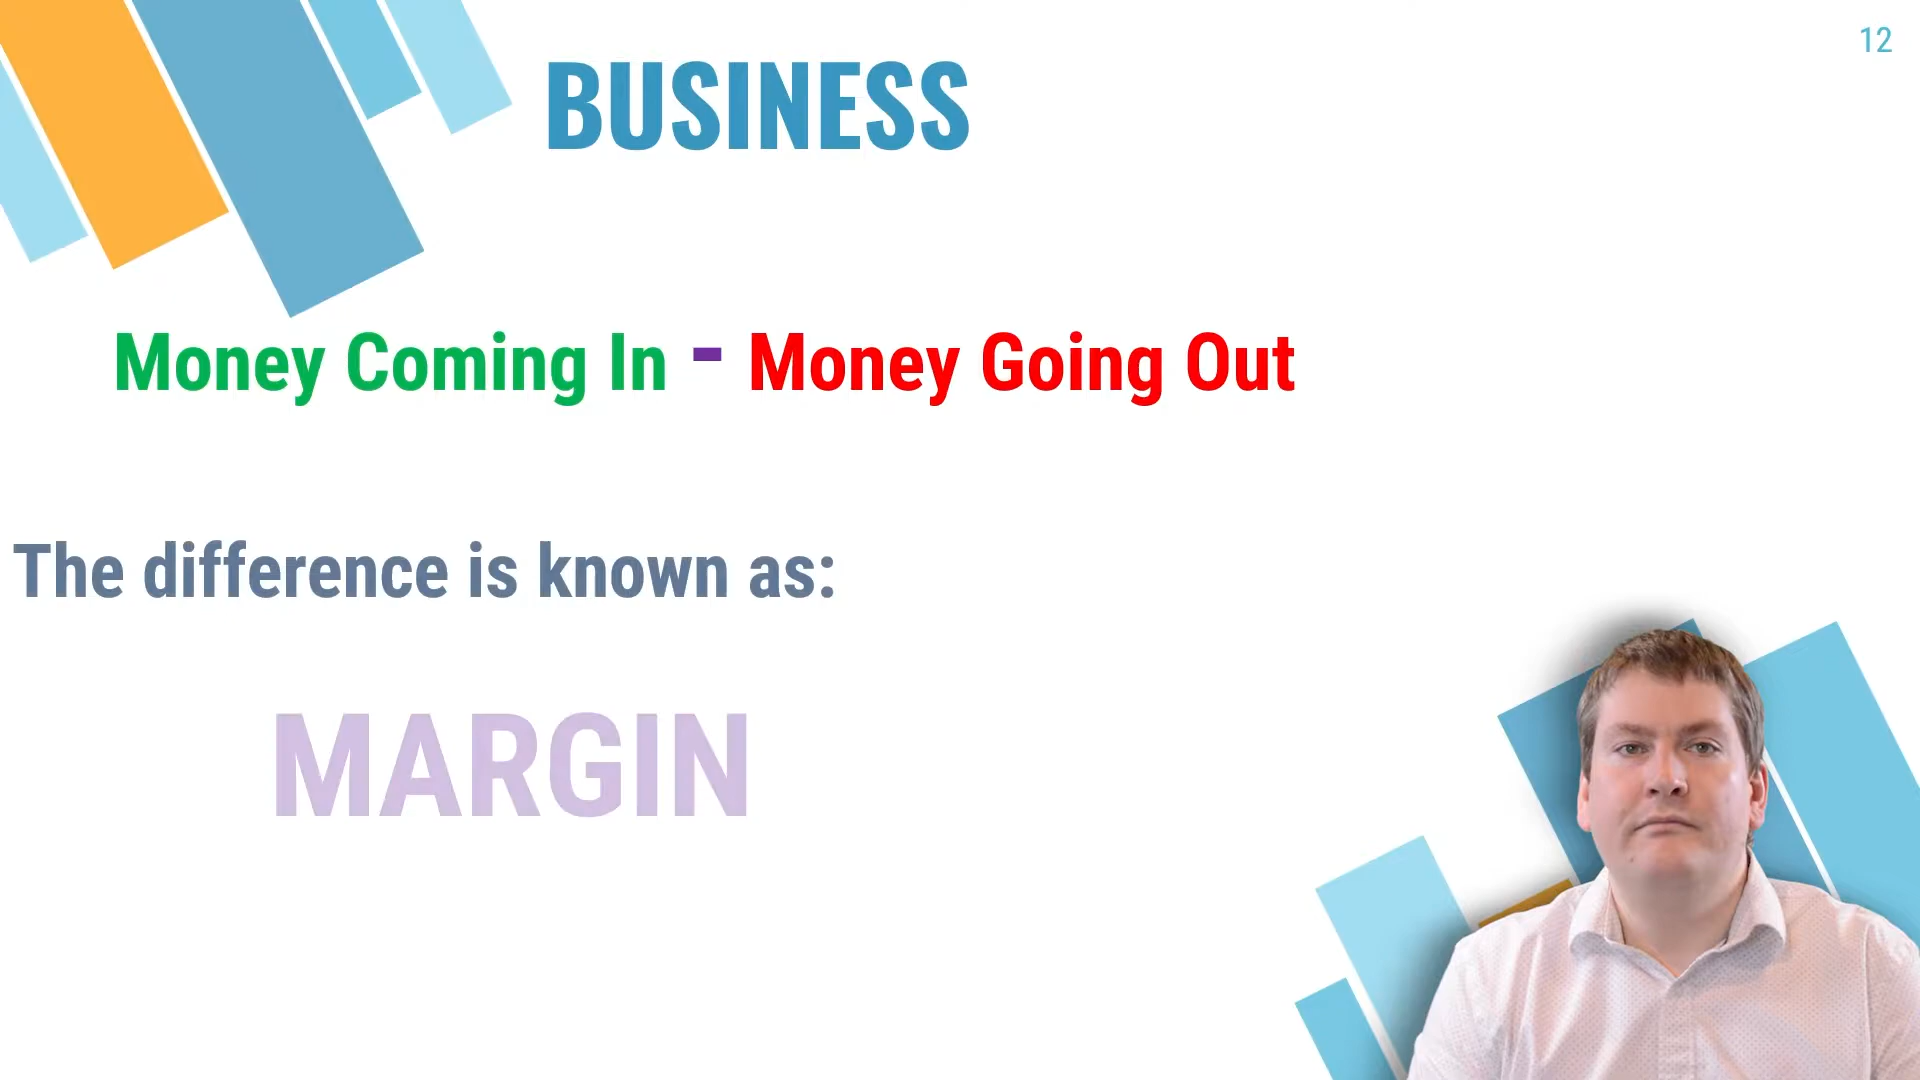 12
BUSINESS
Money Coming In - Money Going Out
The difference is known as:
MARGIN